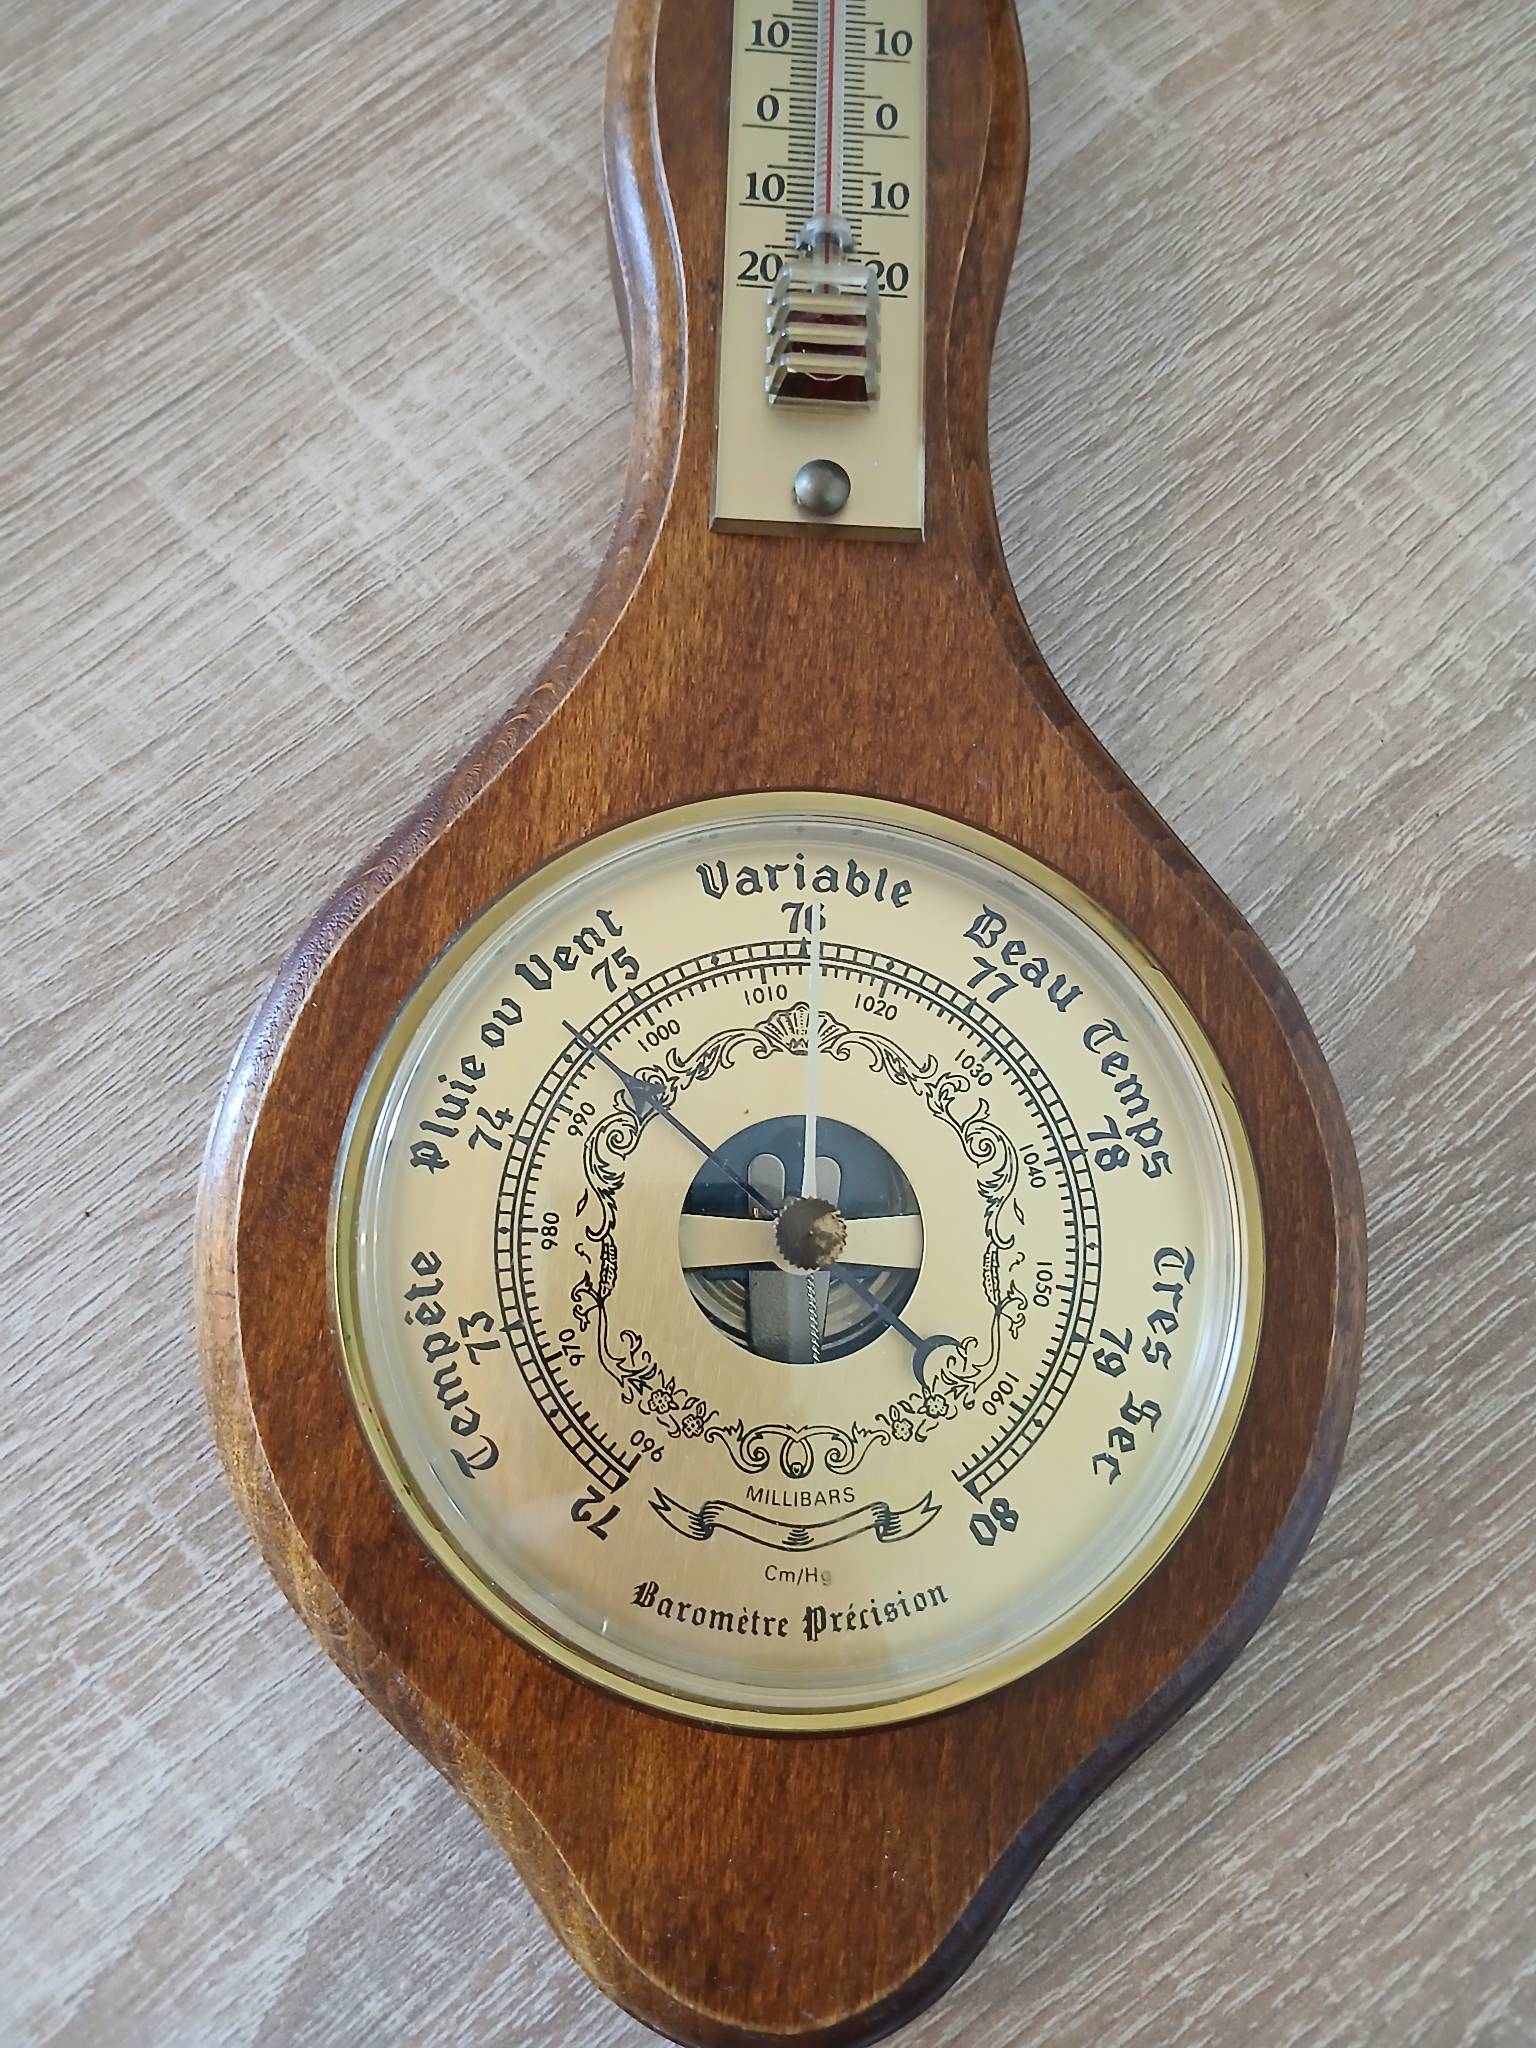 10 10
0 0
10 10
20 20
Variable
Pluie ou Vent
Beau Temps
Tempête
Tres Sec
72 73 74 75 76 77 78 79 80
960 970 980 990 1000 1010 1020 1030 1040 1050 1060
MILLIBARS
Cm/Hg
Baromètre Précision